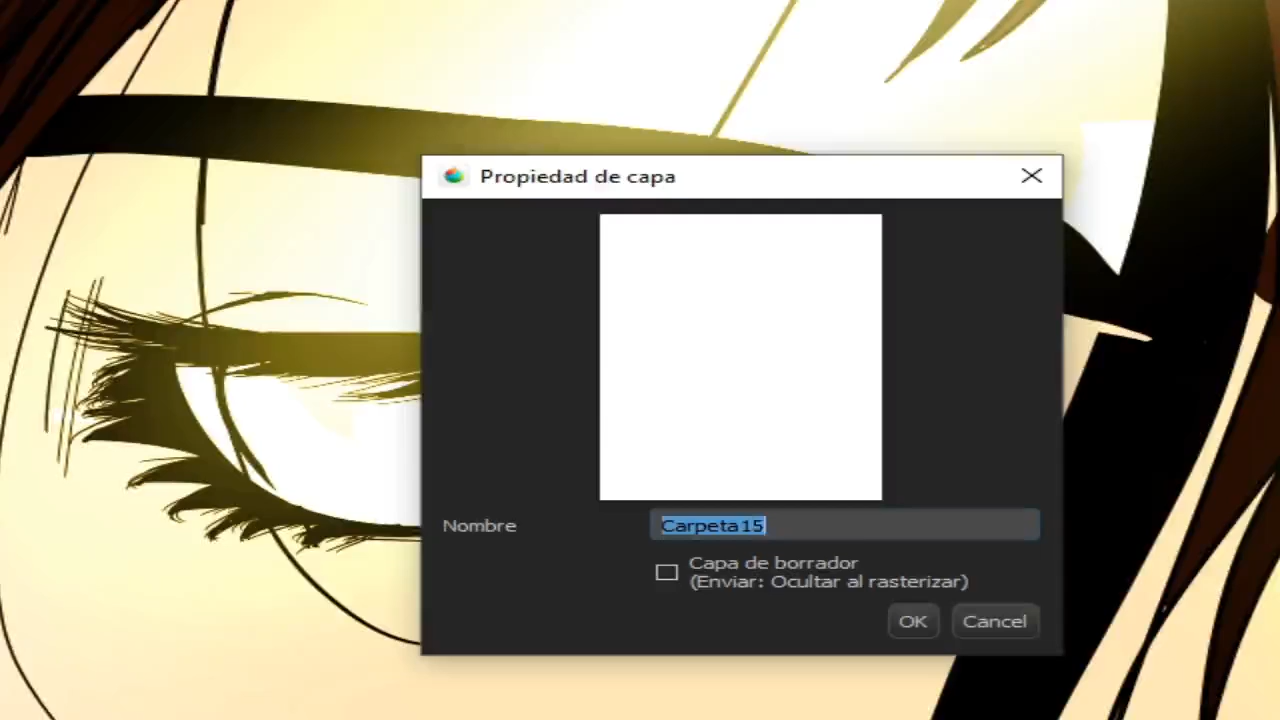 Propiedad de capa
Nombre
Carpeta15
Capa de borrador
(Enviar: Ocultar al rasterizar)
OK
Cancel